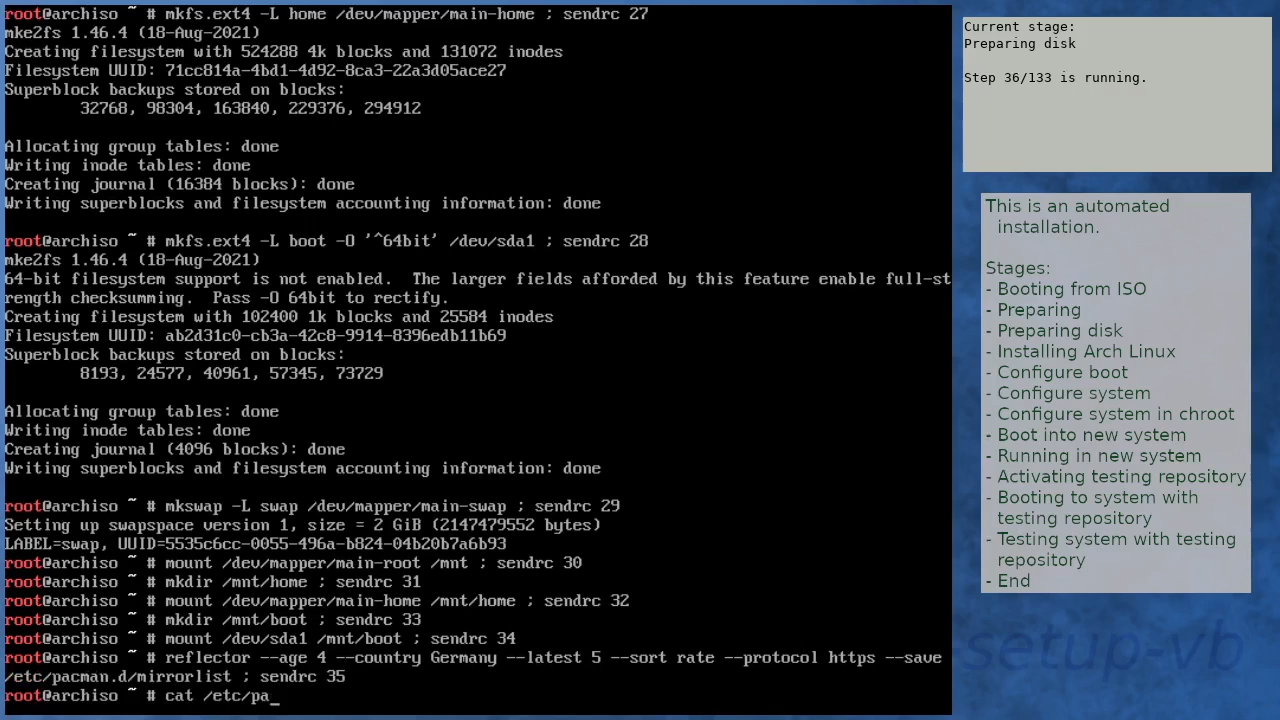 root@archiso ~ # mkfs.ext4 -L home /dev/mapper/main-home ; sendrc 27
mke2fs 1.46.4 (18-Aug-2021)
Creating filesystem with 524288 4k blocks and 131072 inodes
Filesystem UUID: 71cc814a-4bd1-4d92-8ca3-22a3d05ace27
Superblock backups stored on blocks:
32768, 98304, 163840, 229376, 294912
Allocating group tables: done
Writing inode tables: done
Creating journal (16384 blocks): done
Writing superblocks and filesystem accounting information: done
root@archiso ~ # mkfs.ext4 -L boot -O '^64bit' /dev/sda1 ; sendrc 28
mke2fs 1.46.4 (18-Aug-2021)
64-bit filesystem support is not enabled.  The larger fields afforded by this feature enable full-st
rength checksumming.  Pass -O 64bit to rectify.
Creating filesystem with 102400 1k blocks and 25584 inodes
Filesystem UUID: ab2d31c0-cb3a-42c8-9914-8396edb11b69
Superblock backups stored on blocks:
8193, 24577, 40961, 57345, 73729
Allocating group tables: done
Writing inode tables: done
Creating journal (4096 blocks): done
Writing superblocks and filesystem accounting information: done
root@archiso ~ # mkswap -L swap /dev/mapper/main-swap ; sendrc 29
Setting up swapspace version 1, size = 2 GiB (2147479552 bytes)
LABEL=swap, UUID=5535c6cc-0055-496a-b824-04b20b7a6b93
root@archiso ~ # mount /dev/mapper/main-root /mnt ; sendrc 30
root@archiso ~ # mkdir /mnt/home ; sendrc 31
root@archiso ~ # mount /dev/mapper/main-home /mnt/home ; sendrc 32
root@archiso ~ # mkdir /mnt/boot ; sendrc 33
root@archiso ~ # mount /dev/sda1 /mnt/boot ; sendrc 34
root@archiso ~ # reflector --age 4 --country Germany --latest 5 --sort rate --protocol https --save
/etc/pacman.d/mirrorlist ; sendrc 35
root@archiso ~ # cat /etc/pa_
Current stage:
Preparing disk
Step 36/133 is running.
This is an automated
installation.
Stages:
- Booting from ISO
- Preparing
- Preparing disk
- Installing Arch Linux
- Configure boot
- Configure system
- Configure system in chroot
- Boot into new system
- Running in new system
- Activating testing repository
- Booting to system with
testing repository
- Testing system with testing
repository
- End
setup-vb